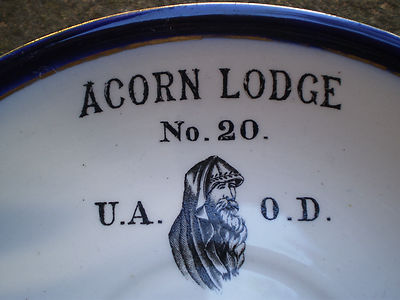 ACORN LODGE
No. 20.
U.A. O.D.